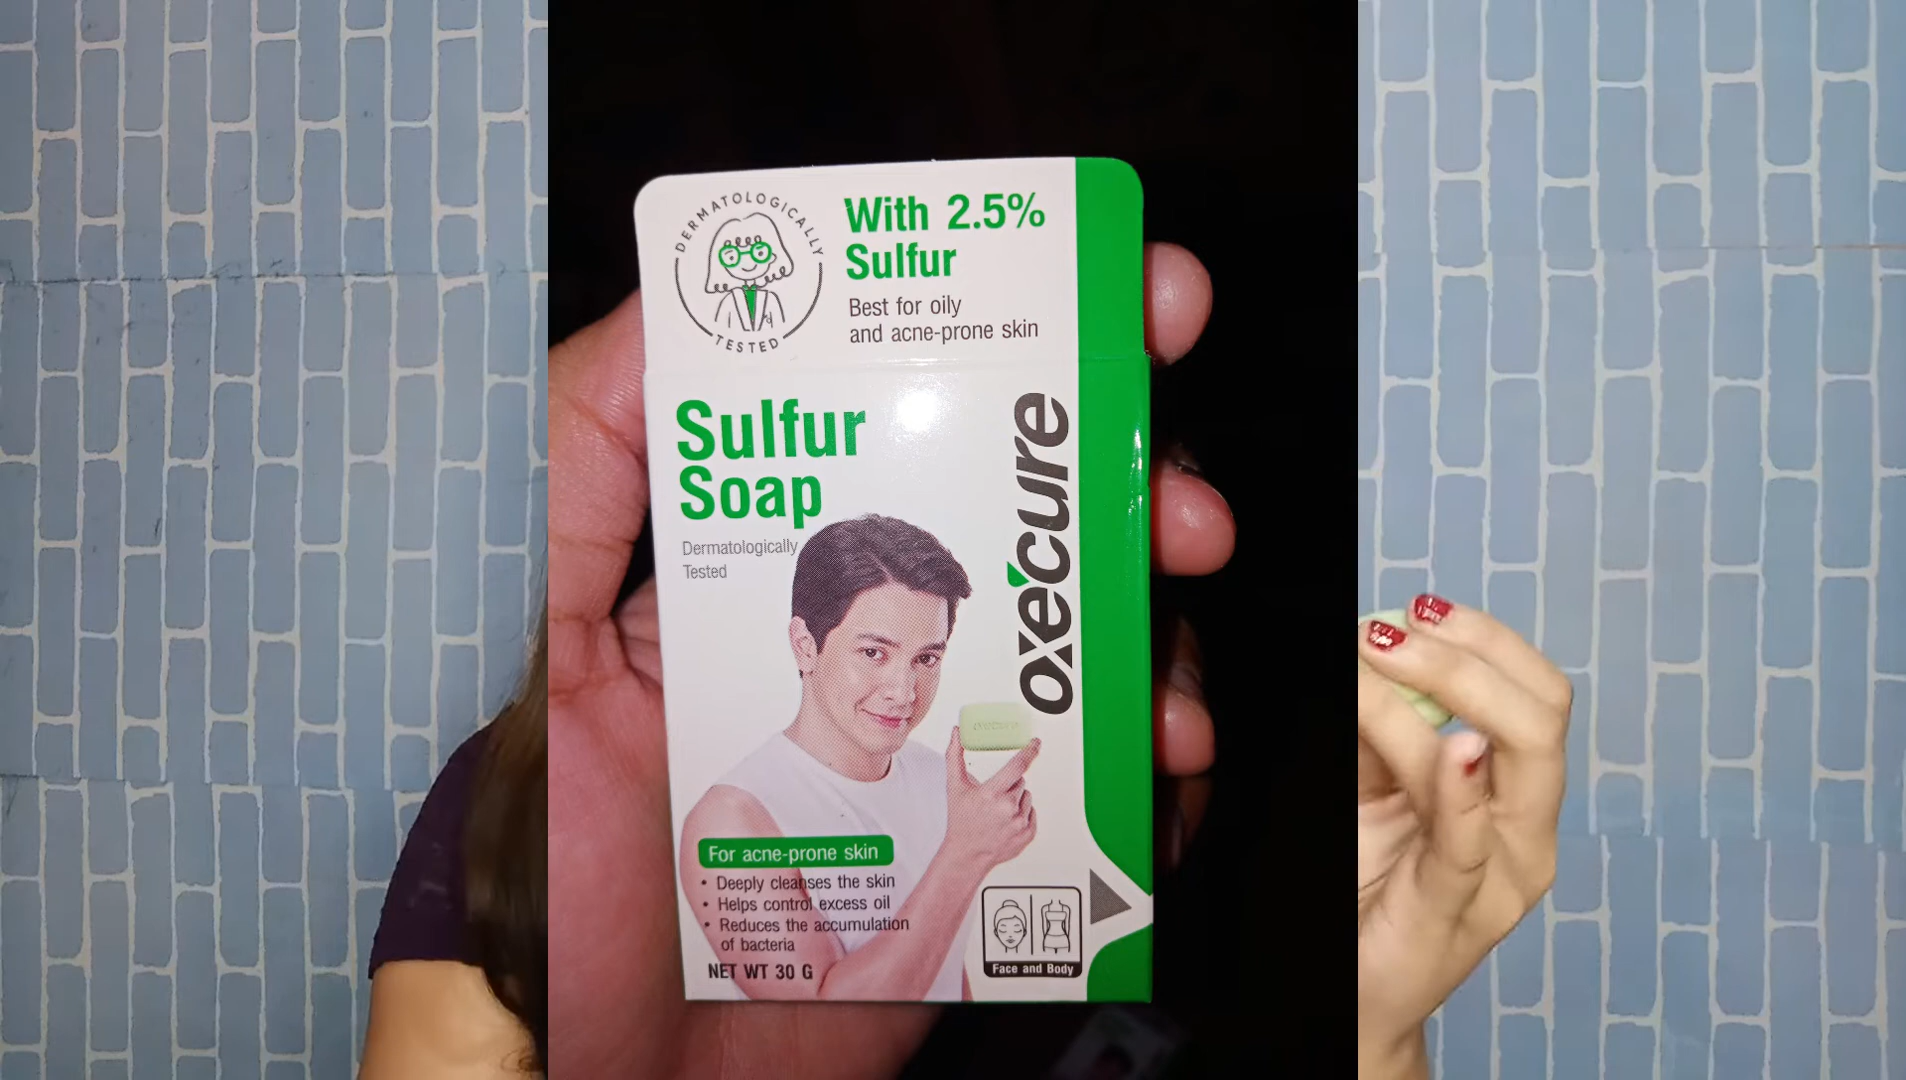 DERMATOLOGICALLY
TESTED
With 2.5%
Sulfur
Best for oily
and acne-prone skin
Sulfur
Soap
Dermatologically
Tested
oxecure
oxecure
For acne-prone skin
• Deeply cleanses the skin
• Helps control excess oil
• Reduces the accumulation
of bacteria
NET WT 30 G
Face and Body